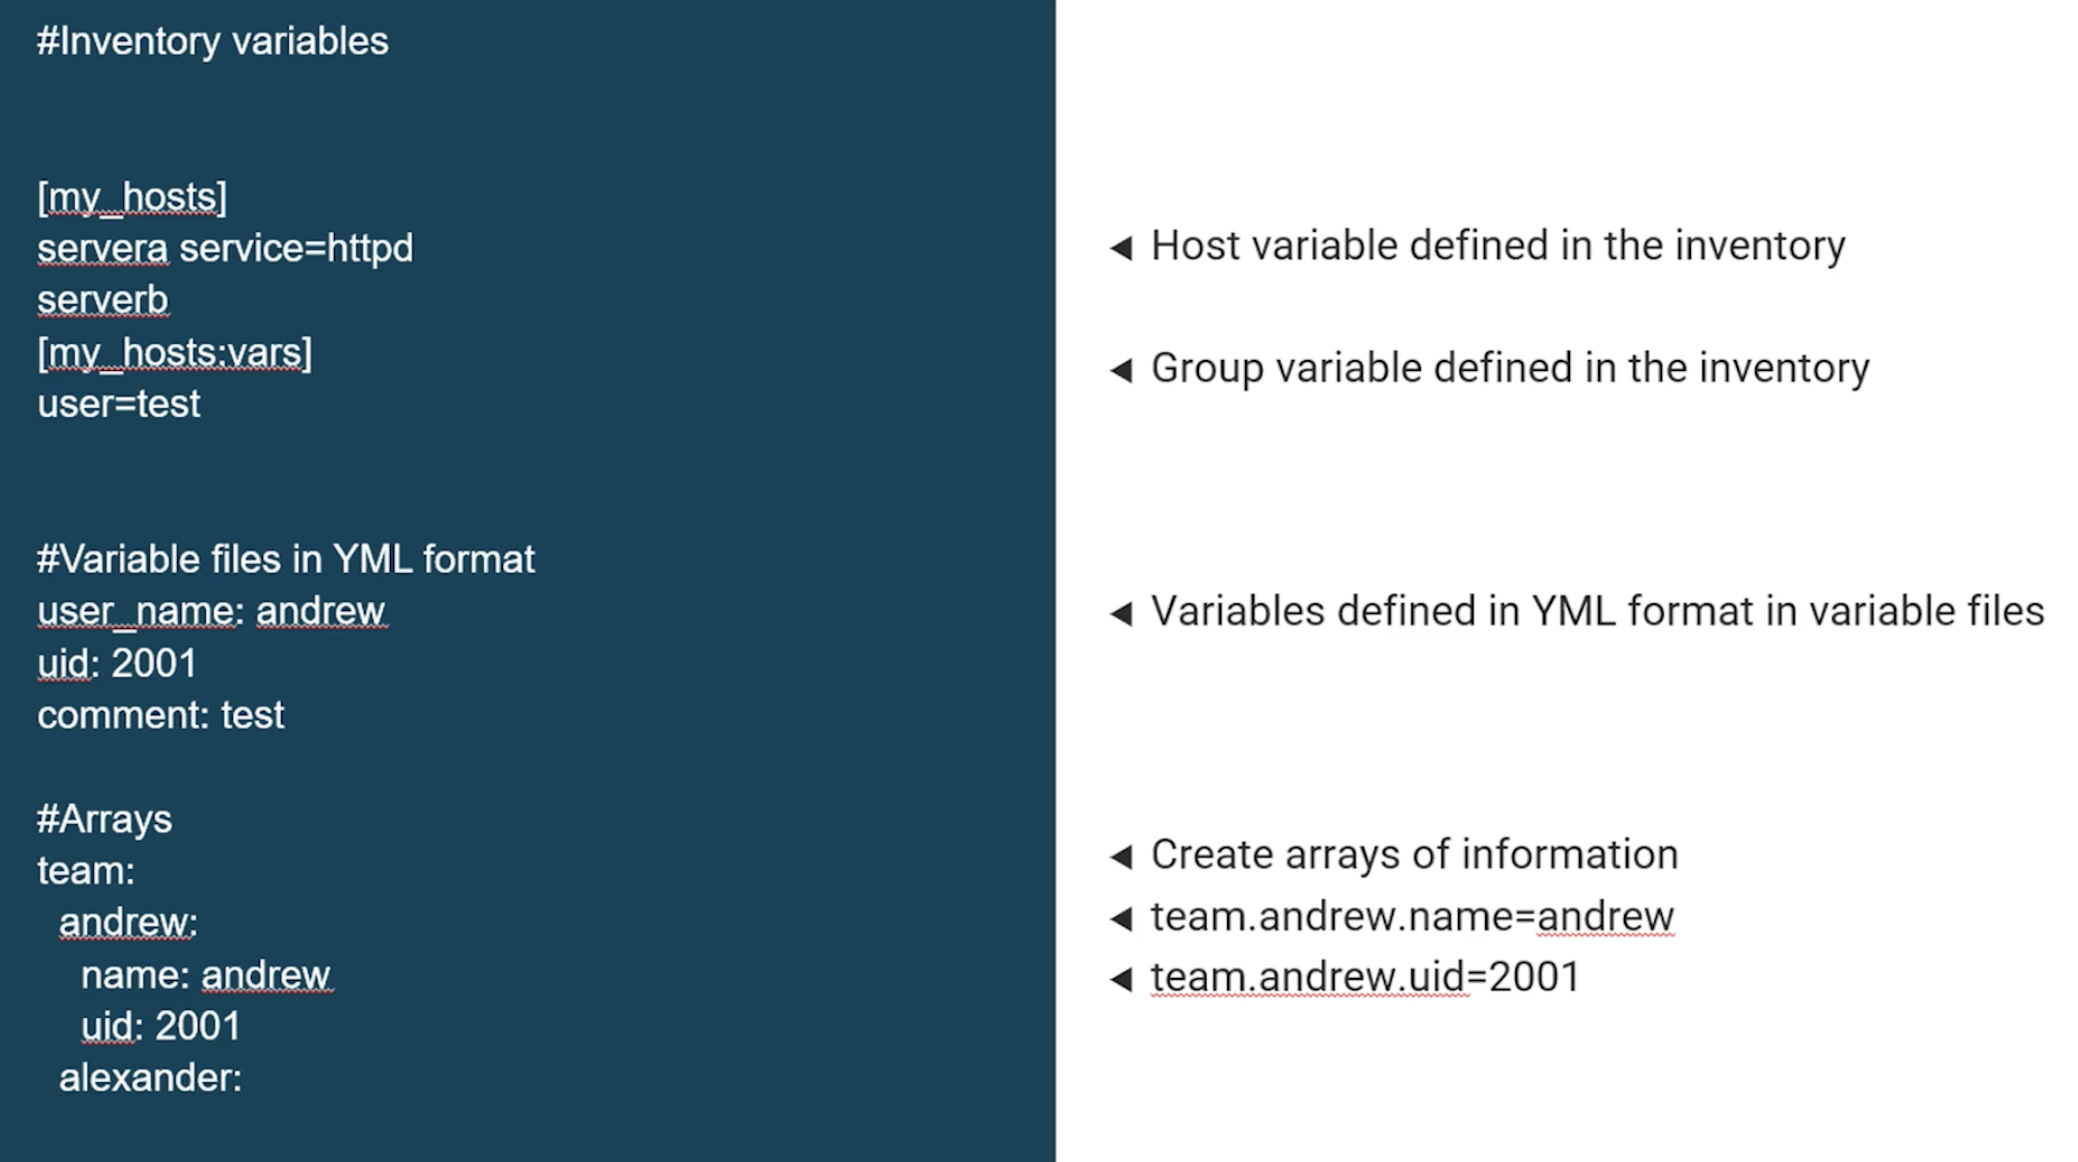 #Inventory variables
[my_hosts]
servera service=httpd
serverb
[my_hosts:vars]
user=test
#Variable files in YML format
user_name: andrew
uid: 2001
comment: test
#Arrays
team:
andrew:
name: andrew
uid: 2001
alexander:
Host variable defined in the inventory
Group variable defined in the inventory
Variables defined in YML format in variable files
Create arrays of information
team.andrew.name=andrew
team.andrew.uid=2001